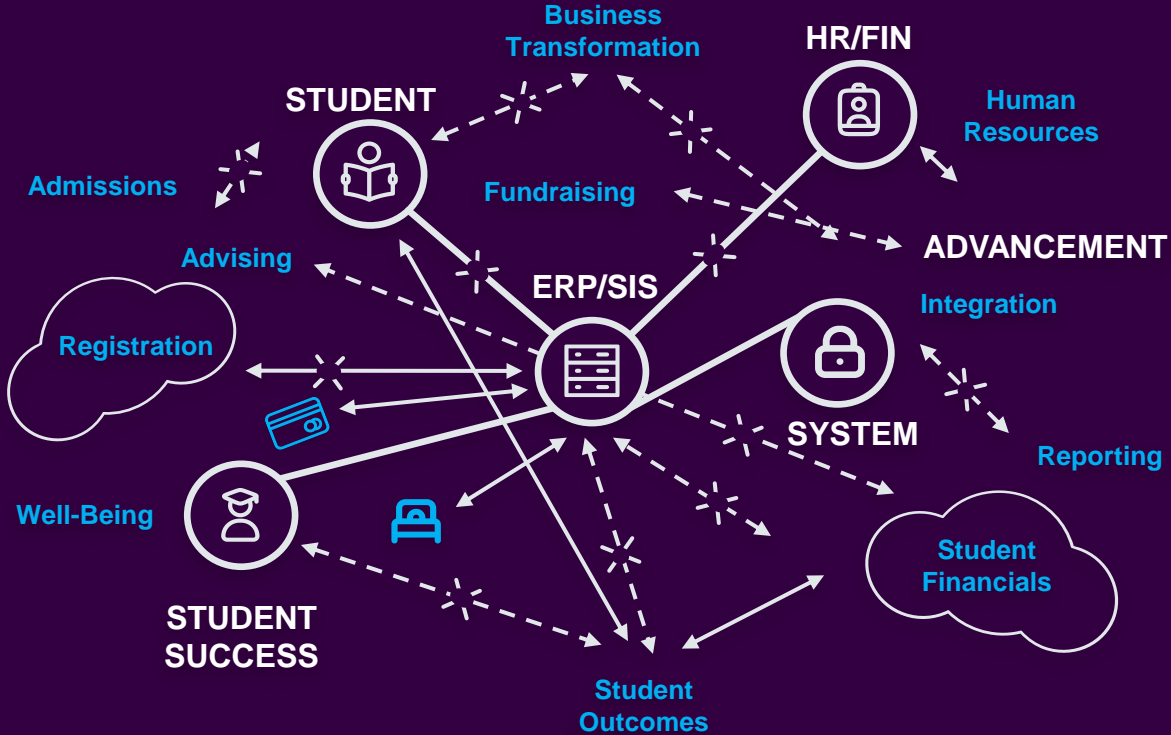 Business
Transformation
HR/FIN
STUDENT
Human
Resources
Admissions
Fundraising
ADVANCEMENT
Advising
ERP/SIS
Integration
Registration
SYSTEM
Reporting
Well-Being
Student
Financials
STUDENT
SUCCESS
Student
Outcomes